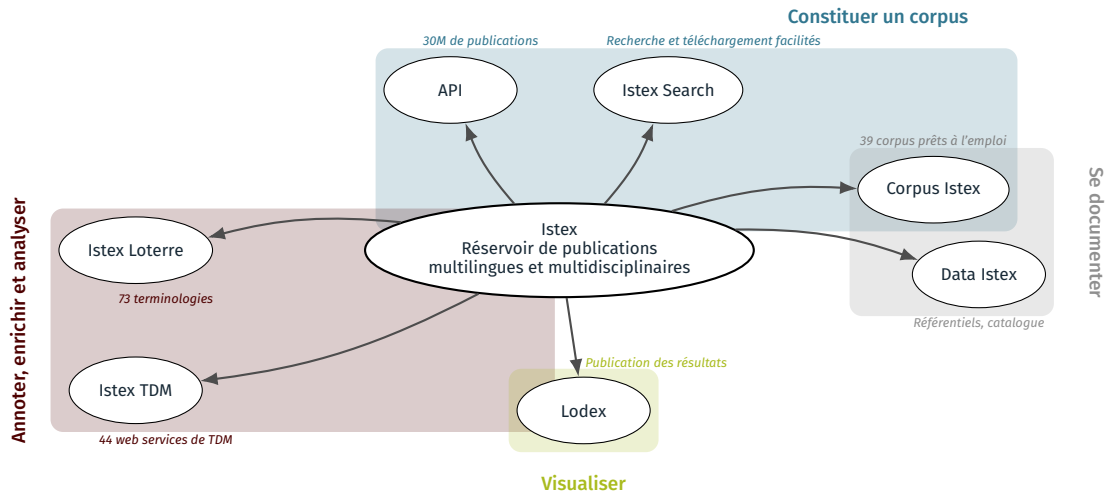 Constituer un corpus
30M de publications
Recherche et téléchargement facilités
API
Istex Search
39 corpus prêts à l'emploi
Corpus Istex
Se documenter
Annoter, enrichir et analyser
Istex
Réservoir de publications
multilingues et multidisciplinaires
Istex Loterre
Data Istex
73 terminologies
Référentiels, catalogue
Publication des résultats
Istex TDM
Lodex
44 web services de TDM
Visualiser